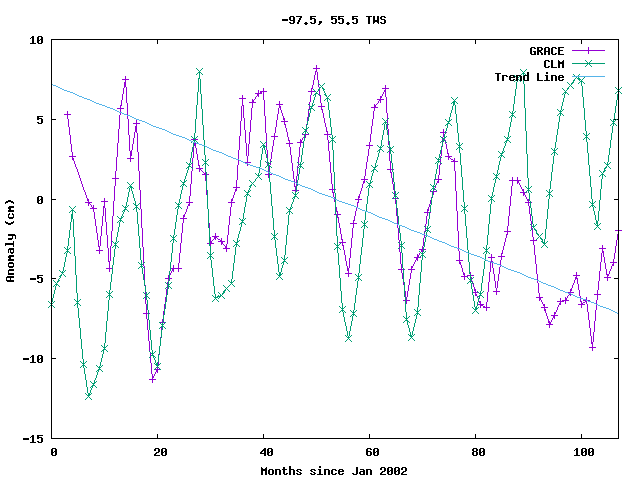 -97.5, 55.5 TWS
10
5
0
-5
-10
-15
Anomaly (cm)
GRACE
CLM
Trend Line
0 20 40 60 80 100
Months since Jan 2002